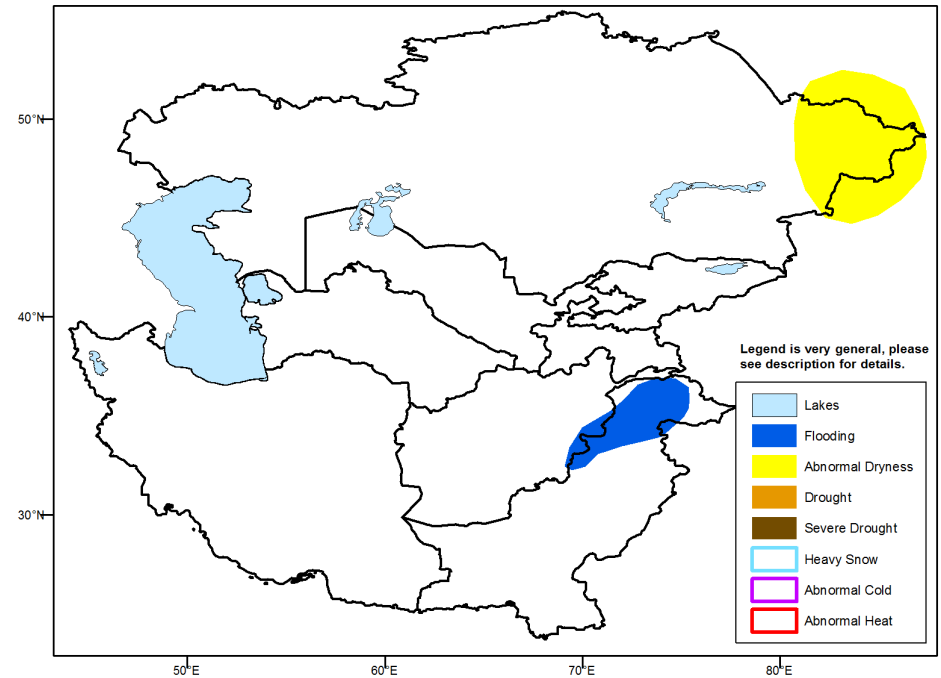 50°N
40°N
30°N
Legend is very general, please
see description for details.
Lakes
Flooding
Abnormal Dryness
Drought
Severe Drought
Heavy Snow
Abnormal Cold
Abnormal Heat
50°E
60°E
70°E
80°E